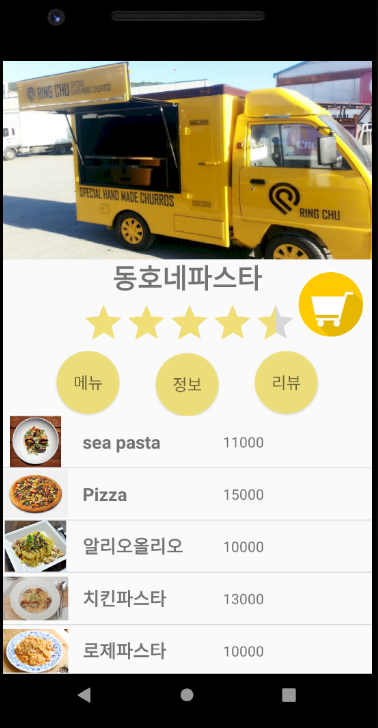 RING CHU SPECIAL HAND MADE CHURROS
SPECIAL HAND MADE CHURROS
RING CHU
동호네파스타
메뉴 정보 리뷰
sea pasta 11000
Pizza 15000
알리오올리오 10000
치킨파스타 13000
로제파스타 10000